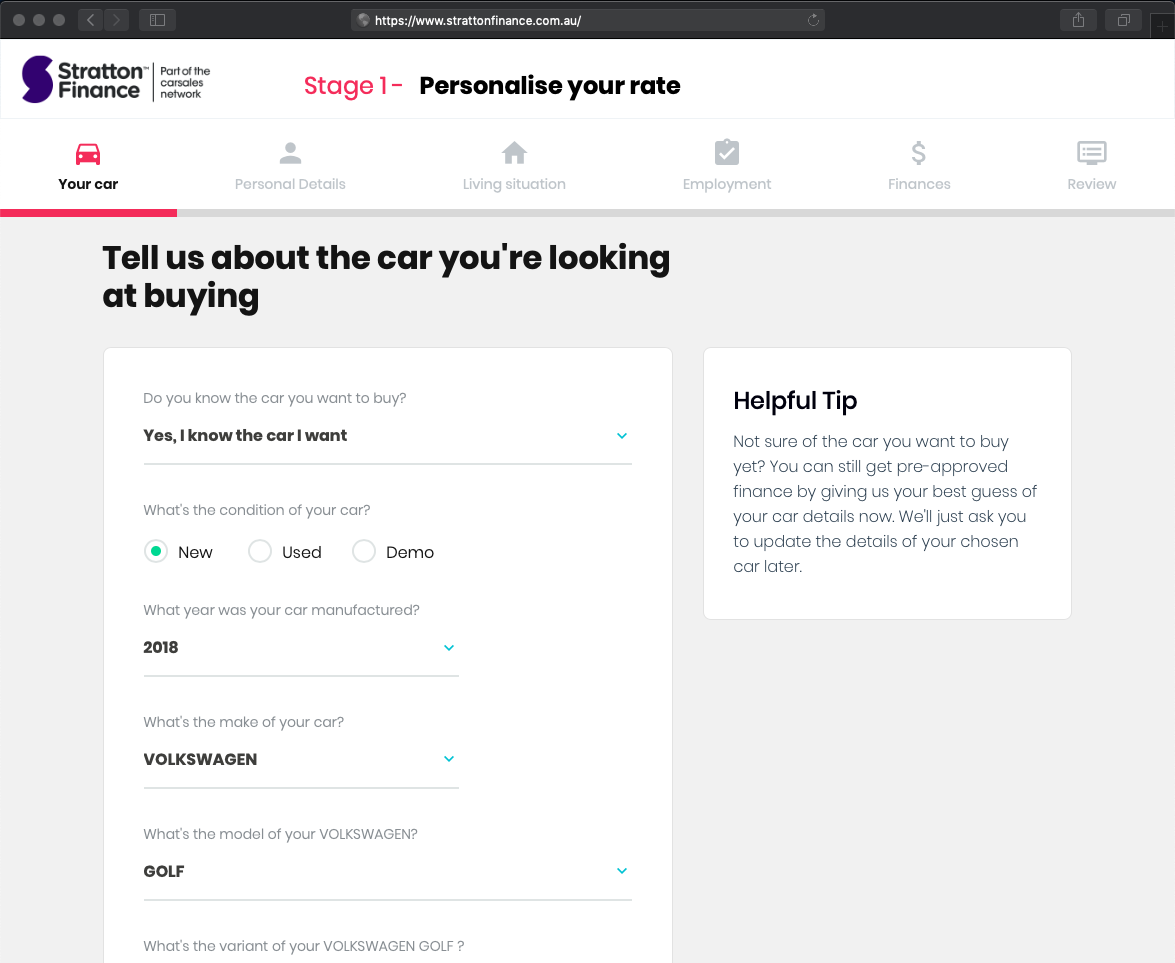 https://www.strattonfinance.com.au/
Stratton™
Finance
Part of the
carsales
network
Stage 1 - Personalise your rate
Your car
Personal Details
Living situation
Employment
Finances
Review
Tell us about the car you're looking
at buying
Do you know the car you want to buy?
Yes, I know the car I want
What's the condition of your car?
New
Used
Demo
What year was your car manufactured?
2018
What's the make of your car?
VOLKSWAGEN
What's the model of your VOLKSWAGEN?
GOLF
What's the variant of your VOLKSWAGEN GOLF ?
Helpful Tip
Not sure of the car you want to buy
yet? You can still get pre-approved
finance by giving us your best guess of
your car details now. We'll just ask you
to update the details of your chosen
car later.